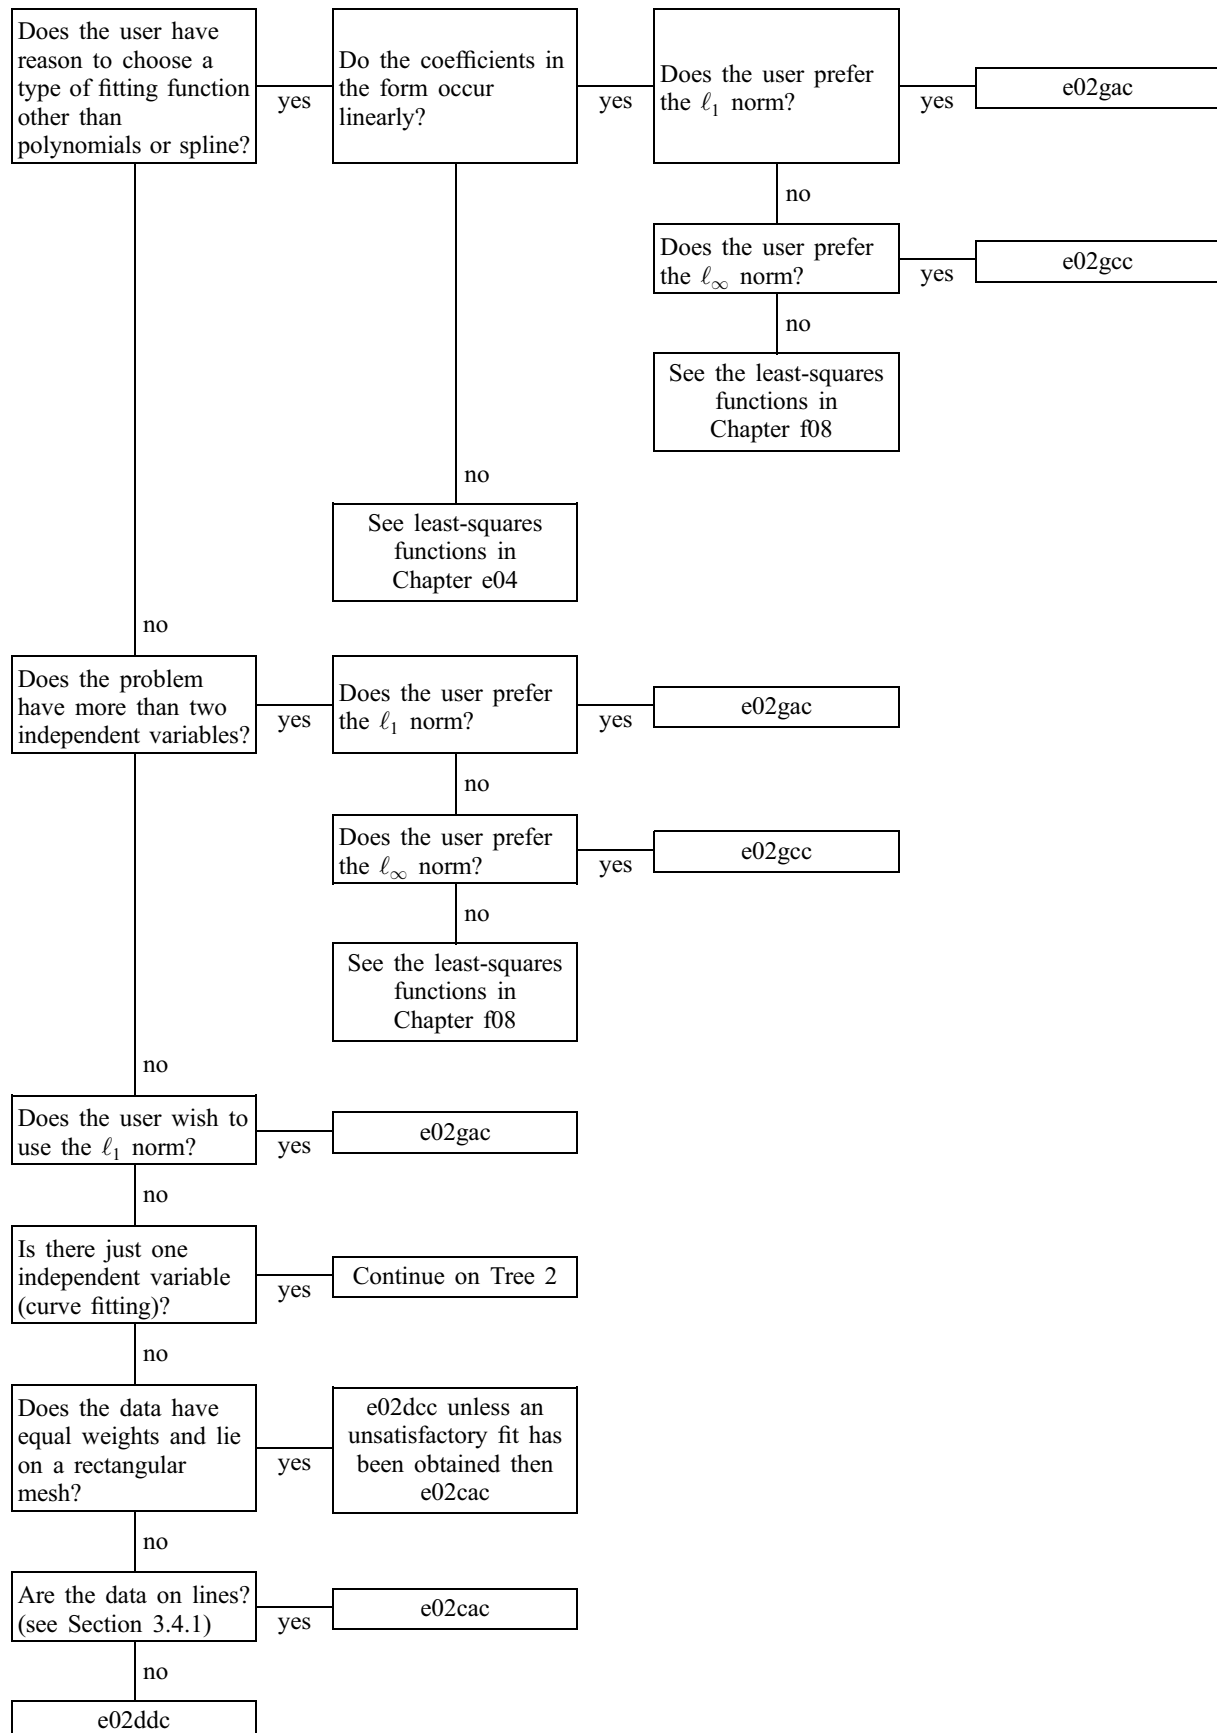 Does the user have
reason to choose a
type of fitting function
other than
polynomials or spline?
yes
Do the coefficients in
the form occur
linearly?
yes
Does the user prefer
the ℓ₁ norm?
yes
e02gac
no
Does the user prefer
the ℓ∞ norm?
yes
e02gcc
no
See the least-squares
functions in
Chapter f08
no
See least-squares
functions in
Chapter e04
no
Does the problem
have more than two
independent variables?
yes
Does the user prefer
the ℓ₁ norm?
yes
e02gac
no
Does the user prefer
the ℓ∞ norm?
yes
e02gcc
no
See the least-squares
functions in
Chapter f08
no
Does the user wish to
use the ℓ₁ norm?
yes
e02gac
no
Is there just one
independent variable
(curve fitting)?
yes
Continue on Tree 2
no
Does the data have
equal weights and lie
on a rectangular
mesh?
yes
e02dcc unless an
unsatisfactory fit has
been obtained then
e02cac
no
Are the data on lines?
(see Section 3.4.1)
yes
e02cac
no
e02ddc